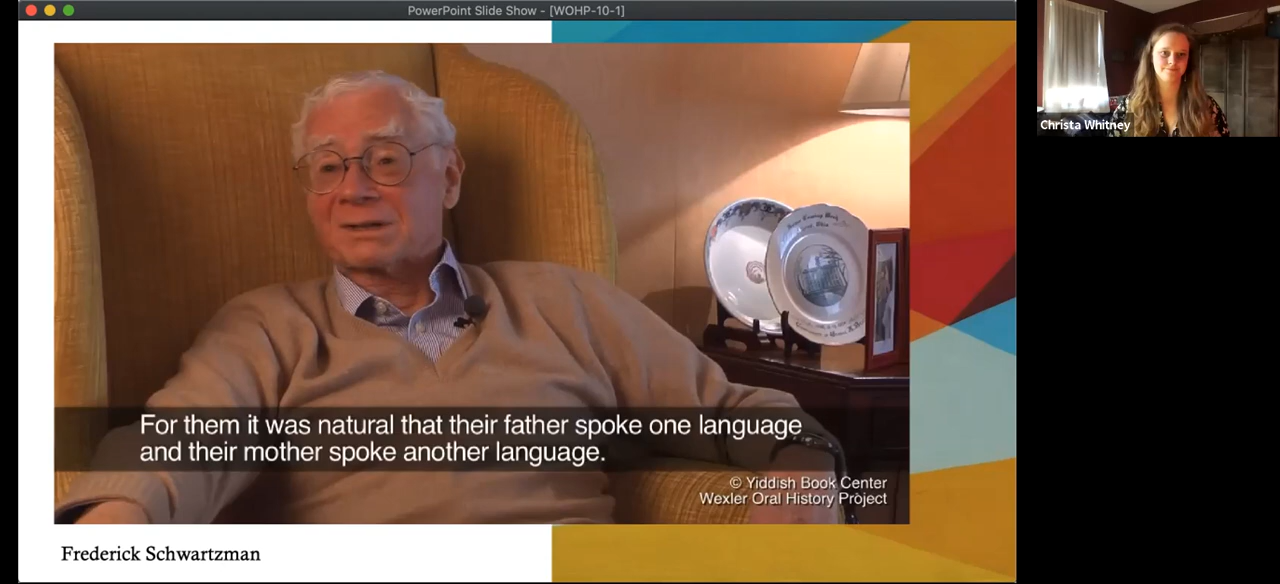 PowerPoint Slide Show - [WOHP-10-1]
Christa Whitney
For them it was natural that their father spoke one language
and their mother spoke another language.
© Yiddish Book Center
Wexler Oral History Project
Frederick Schwartzman